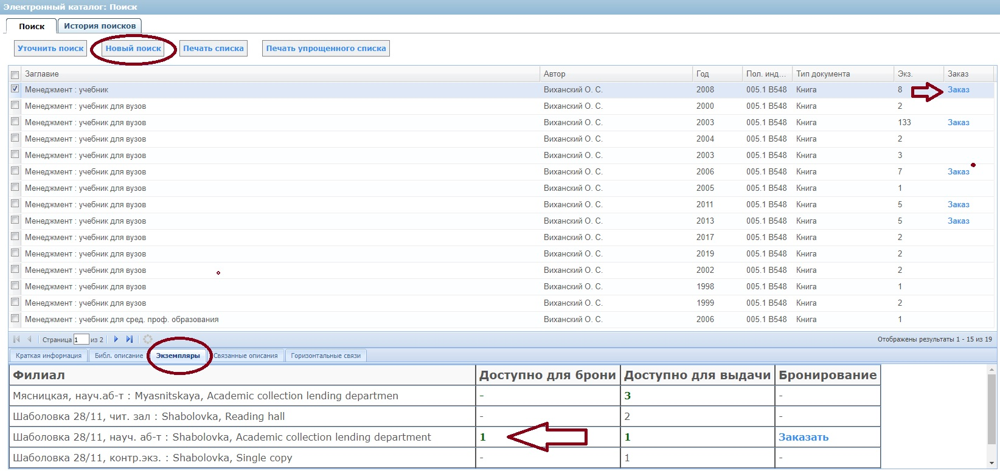 Электронный каталог: Поиск
Поиск История поисков
Уточнить поиск Новый поиск Печать списка Печать упрощенного списка
Заглавие Автор Год Пол. инд... Тип документа Экз. Заказ
Менеджмент : учебник Виханский О. С. 2008 005.1 В548 Книга 8 Заказ
Менеджмент : учебник для вузов Виханский О. С. 2000 005.1 В548 Книга 2
Менеджмент : учебник для вузов Виханский О. С. 2003 005.1 В548 Книга 133 Заказ
Менеджмент : учебник для вузов Виханский О. С. 2004 005.1 В548 Книга 2
Менеджмент : учебник для вузов Виханский О. С. 2003 005.1 В548 Книга 3
Менеджмент : учебник для вузов Виханский О. С. 2006 005.1 В548 Книга 7 Заказ
Менеджмент : учебник для вузов Виханский О. С. 2005 005.1 В548 Книга 1
Менеджмент : учебник для вузов Виханский О. С. 2011 005.1 В548 Книга 5 Заказ
Менеджмент : учебник для вузов Виханский О. С. 2013 005.1 В548 Книга 5 Заказ
Менеджмент : учебник для вузов Виханский О. С. 2017 005.1 В548 Книга 2
Менеджмент : учебник для вузов Виханский О. С. 2019 005.1 В548 Книга 2
Менеджмент : учебник для вузов Виханский О. С. 2002 005.1 В548 Книга 2
Менеджмент : учебник для вузов Виханский О. С. 1998 005.1 В548 Книга 1
Менеджмент : учебник для вузов Виханский О. С. 1999 005.1 В548 Книга 2
Менеджмент : учебник для сред. проф. образования Виханский О. С. 2006 005.1 В548 Книга 1
Страница 1 из 2 Отображены результаты 1 - 15 из 19
Краткая информация Библ. описание Экземпляры Связанные описания Горизонтальные связи
Филиал Доступно для брони Доступно для выдачи Бронирование
Мясницкая, науч.аб-т : Myasnitskaya, Academic collection lending departmen - 3 -
Шаболовка 28/11, чит. зал : Shabolovka, Reading hall - 2 -
Шаболовка 28/11, науч. аб-т : Shabolovka, Academic collection lending department 1 1 Заказать
Шаболовка 28/11, контр.экз. : Shabolovka, Single copy - 1 -